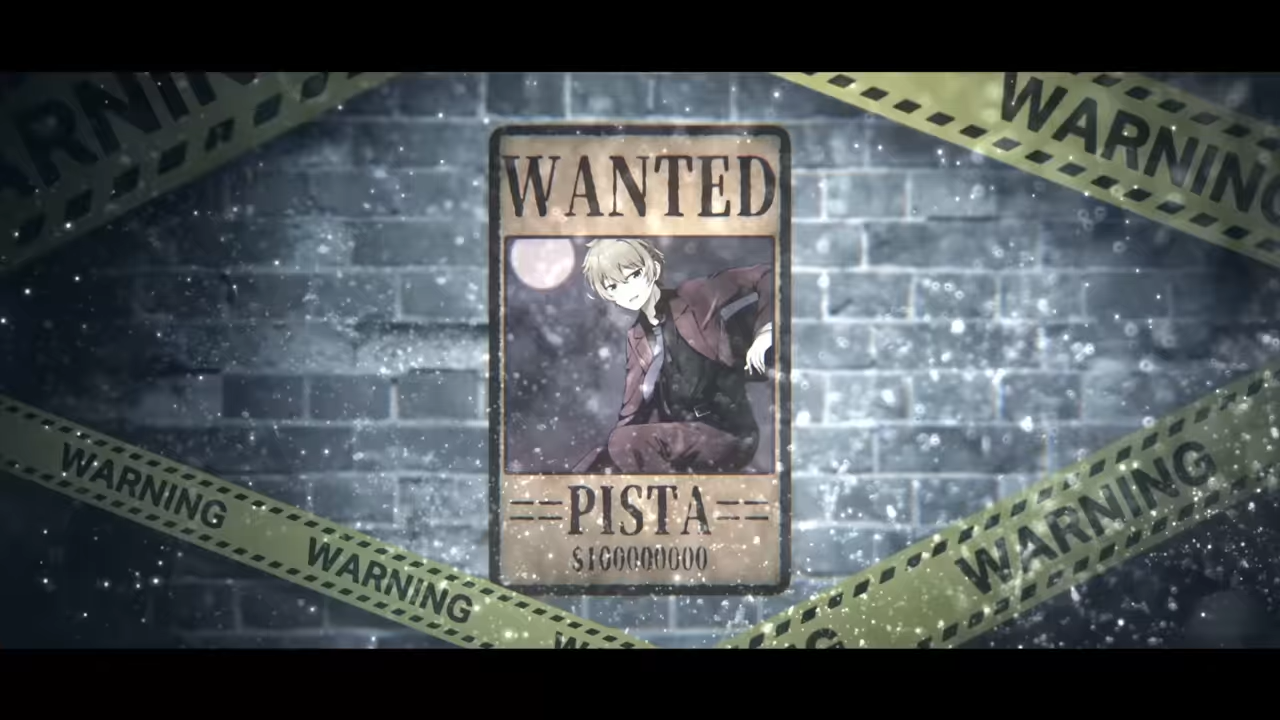 WARNING
WARNING
WANTED
==PISTA==
$100000000
WARNING
WARNING
WARNING